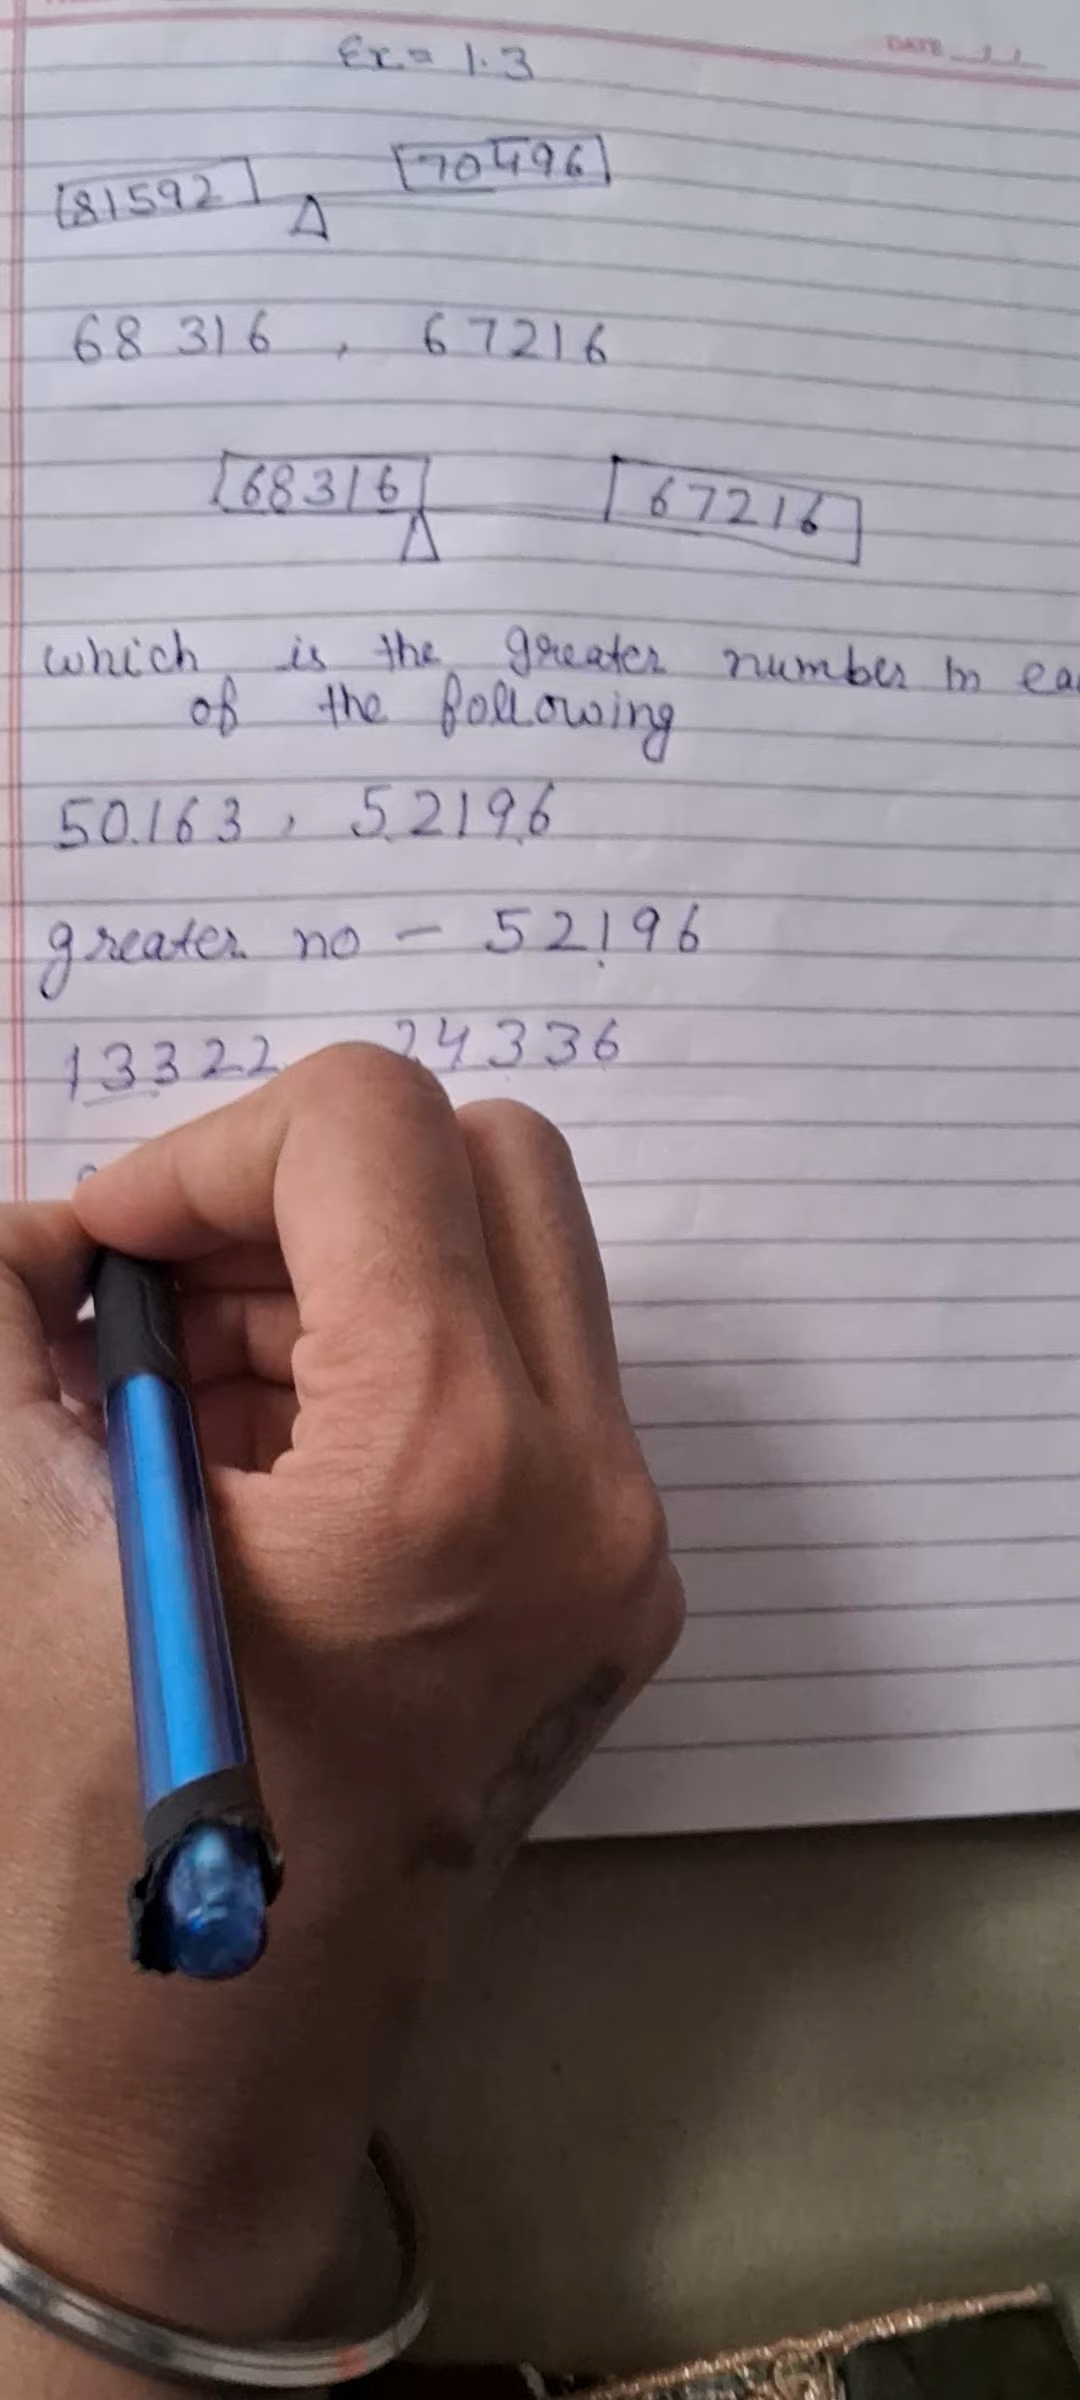 DATE
Ex = 1.3
81592 70496
68316 , 67216
68316 67216
which is the greater number in ea
of the following
50163 , 52196
greater no - 52196
13322 24336